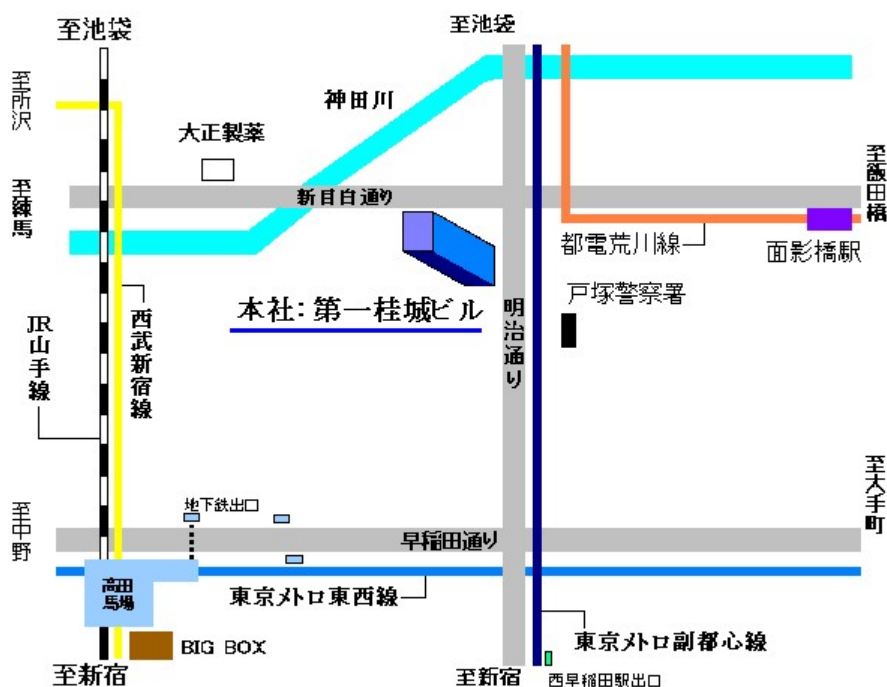 至池袋
至池袋
至所沢
神田川
大正製薬
至飯田橋
至練馬
新目白通り
都電荒川線
面影橋駅
戸塚警察署
本社：第一桂城ビル
明治通り
JR山手線
西武新宿線
至大手町
地下鉄出口
至中野
早稲田通り
高田
馬場
東京メトロ東西線
BIG BOX
東京メトロ副都心線
至新宿
至新宿
西早稲田駅出口